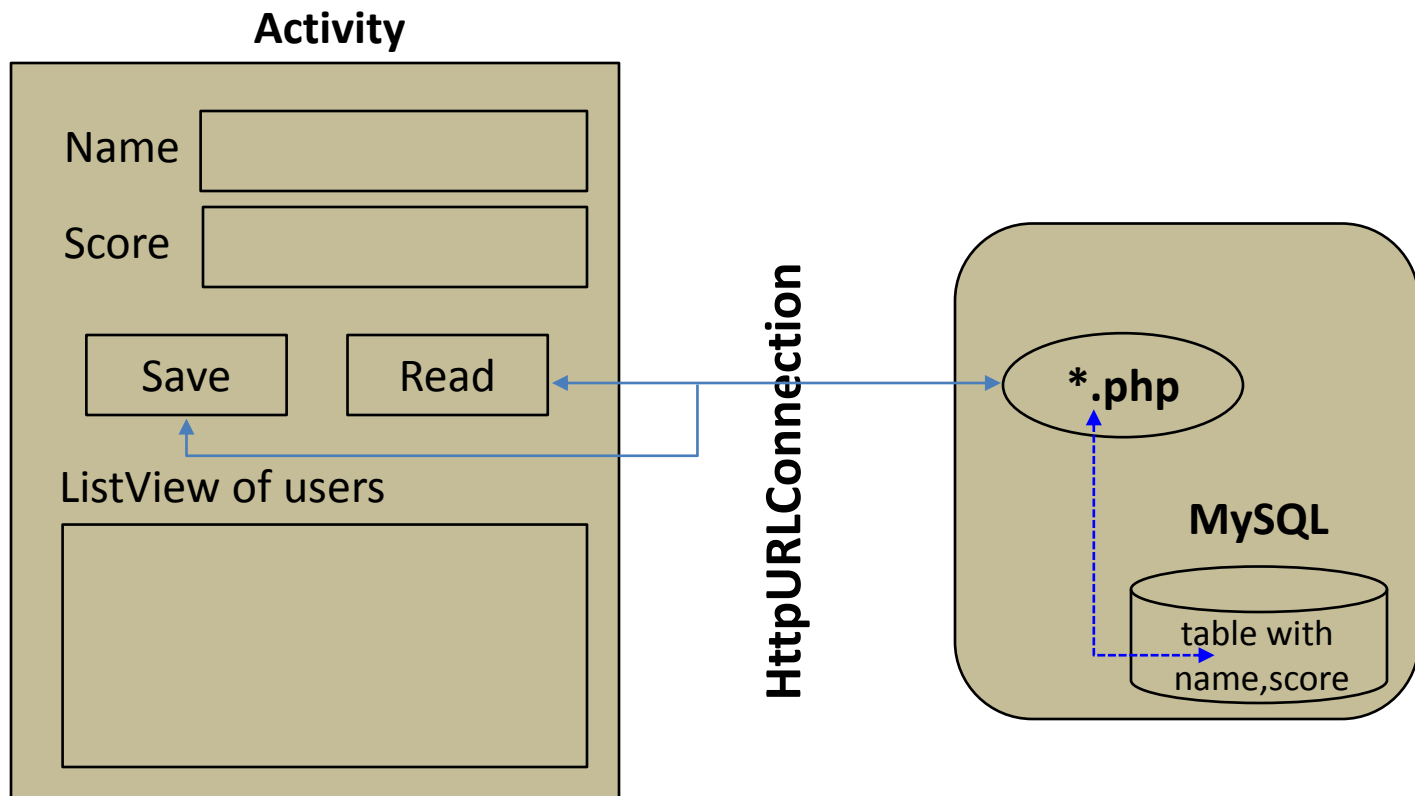 Activity
Name
Score
Save
Read
ListView of users
HttpURLConnection
*.php
MySQL
table with
name,score